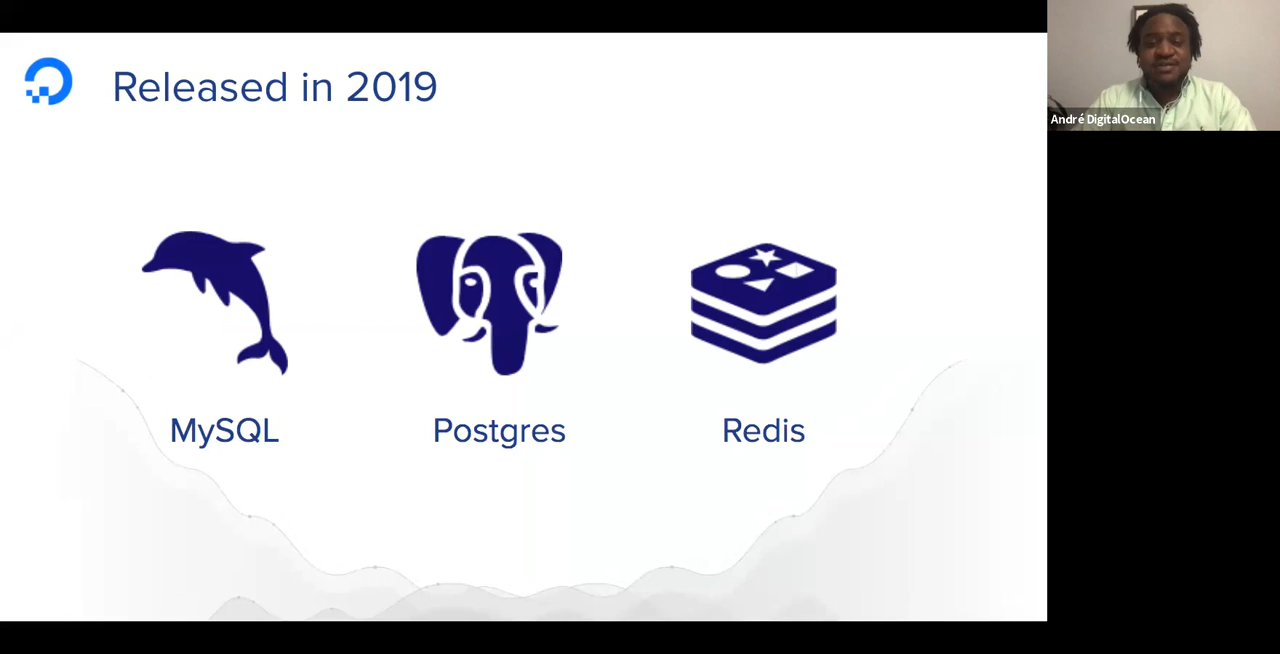 Released in 2019
MySQL
Postgres
Redis
André DigitalOcean